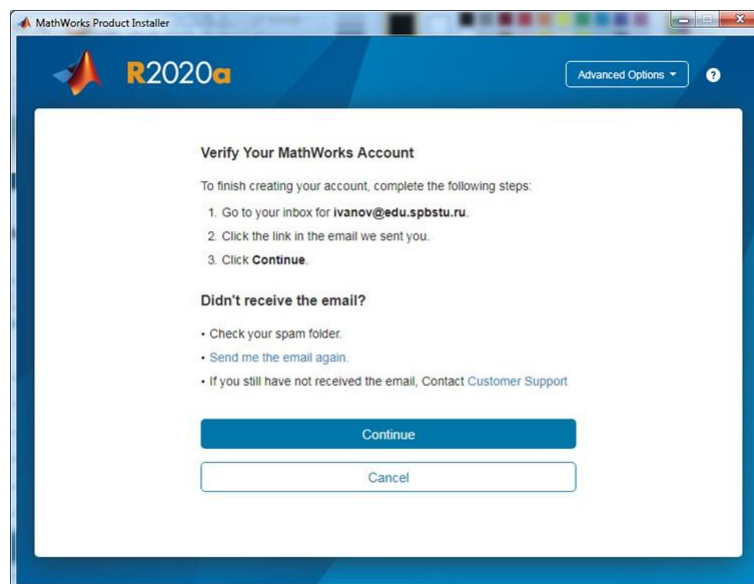 MathWorks Product Installer
R2020a
Advanced Options
?
Verify Your MathWorks Account
To finish creating your account, complete the following steps:
1. Go to your inbox for ivanov@edu.spbstu.ru.
2. Click the link in the email we sent you.
3. Click Continue.
Didn't receive the email?
• Check your spam folder.
• Send me the email again.
• If you still have not received the email, Contact Customer Support
Continue
Cancel